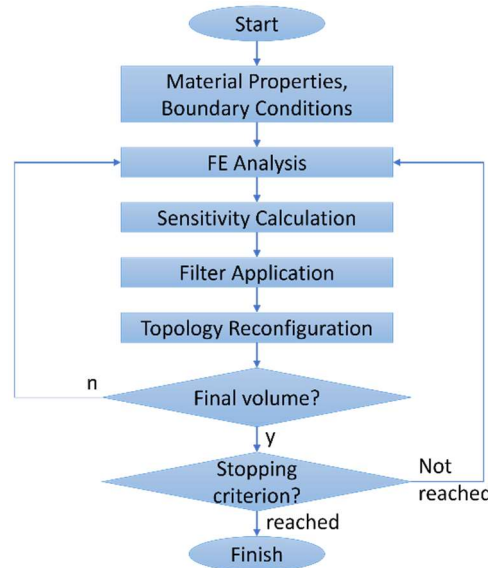 Start
Material Properties,
Boundary Conditions
FE Analysis
Sensitivity Calculation
Filter Application
Topology Reconfiguration
n
Final volume?
y
Stopping
criterion?
Not
reached
reached
Finish